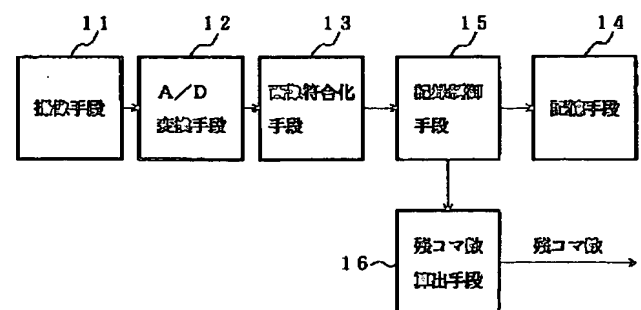 11
12
13
15
14
撮像手段
A/D
変換手段
画像符合化
手段
記録制御
手段
記憶手段
16
残コマ数
算出手段
残コマ数